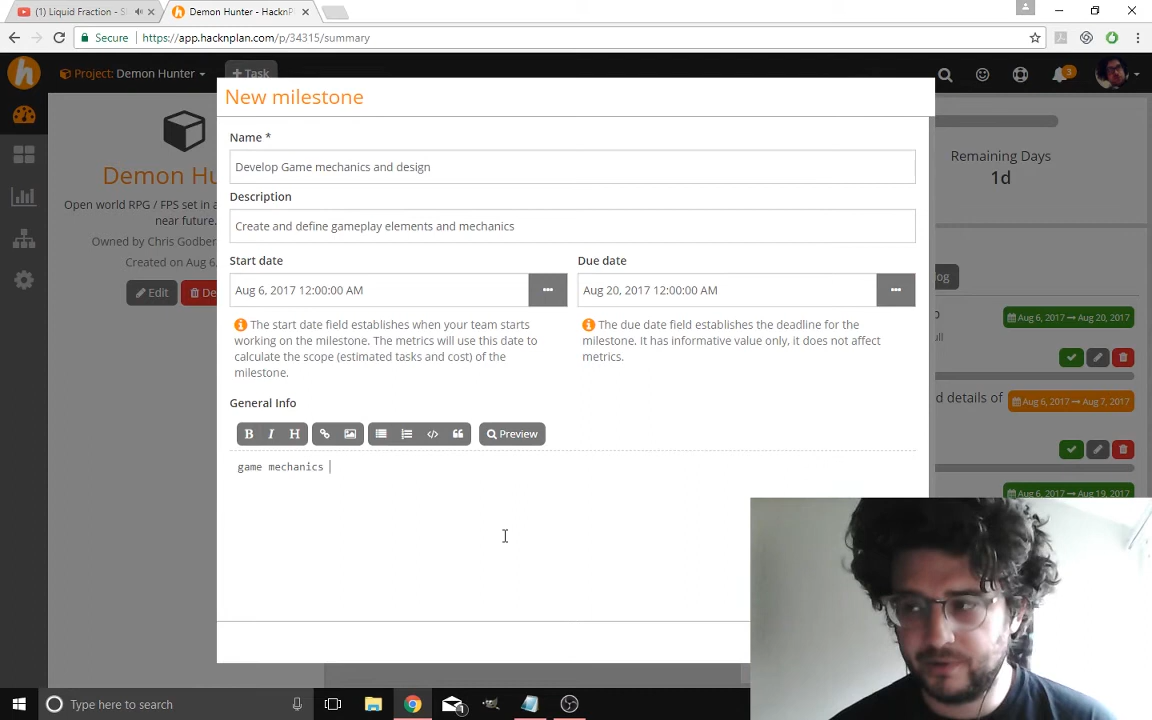 (1) Liquid Fraction - S
Demon Hunter - HacknP
Secure
https://app.hacknplan.com/p/34315/summary
Project: Demon Hunter
+ Task
3
New milestone
Name *
Develop Game mechanics and design
Description
Create and define gameplay elements and mechanics
Start date
Due date
Aug 6, 2017 12:00:00 AM
Aug 20, 2017 12:00:00 AM
The start date field establishes when your team starts
working on the milestone. The metrics will use this date to
calculate the scope (estimated tasks and cost) of the
milestone.
The due date field establishes the deadline for the
milestone. it has informative value only, it does not affect
metrics.
General Info
B I H
Preview
game mechanics
Demon Hu
Open world RPG / FPS set in a
near future.
Owned by Chris Godber
Created on Aug 6,
Edit
De
Remaining Days
1d
og
p
Aug 6, 2017 → Aug 20, 2017
ull
d details of
Aug 6, 2017 → Aug 7, 2017
Aug 6, 2017 → Aug 19, 2017
Type here to search
1